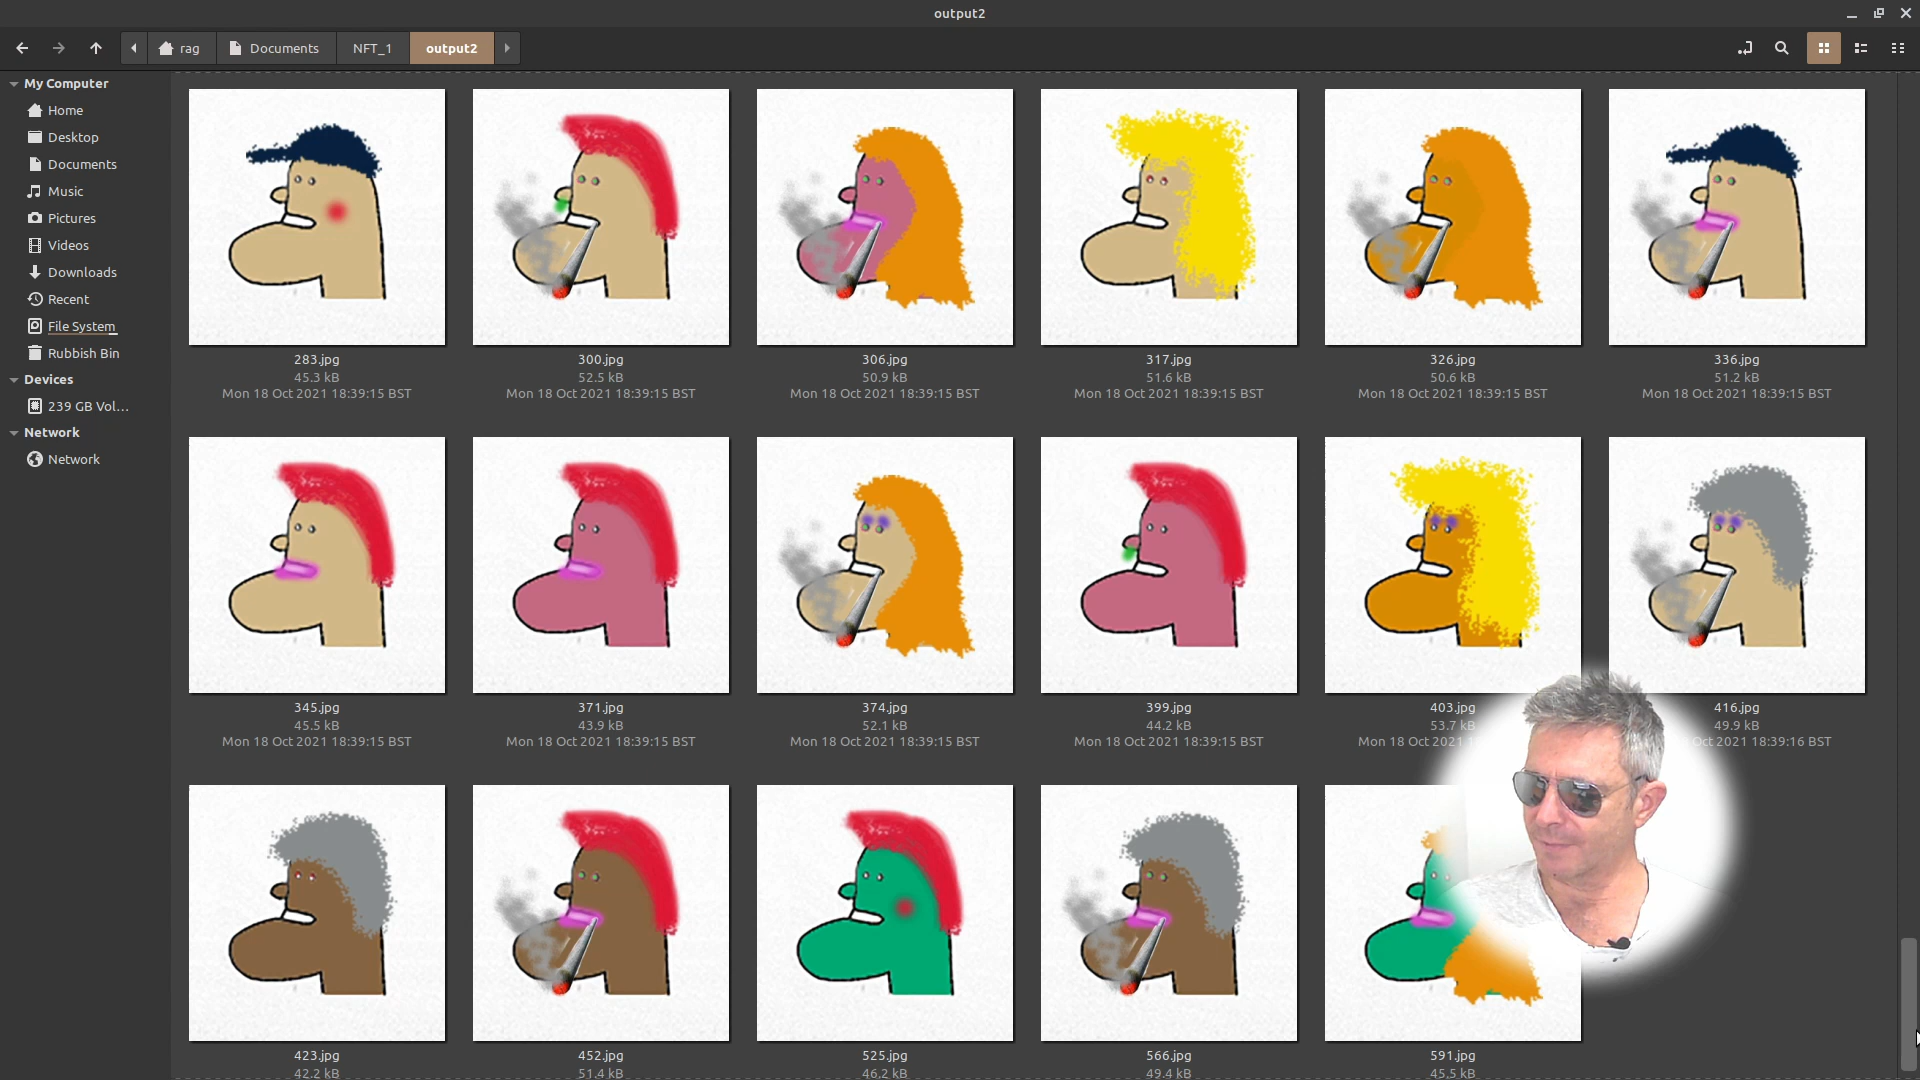 output2
rag
Documents
NFT_1
output2
My Computer
Home
Desktop
Documents
Music
Pictures
Videos
Downloads
Recent
File System
Rubbish Bin
Devices
239 GB Vol...
Network
Network
283.jpg
45.3 kB
Mon 18 Oct 2021 18:39:15 BST
300.jpg
52.5 kB
Mon 18 Oct 2021 18:39:15 BST
306.jpg
50.9 kB
Mon 18 Oct 2021 18:39:15 BST
317.jpg
51.6 kB
Mon 18 Oct 2021 18:39:15 BST
326.jpg
50.6 kB
Mon 18 Oct 2021 18:39:15 BST
336.jpg
51.2 kB
Mon 18 Oct 2021 18:39:15 BST
345.jpg
45.5 kB
Mon 18 Oct 2021 18:39:15 BST
371.jpg
43.9 kB
Mon 18 Oct 2021 18:39:15 BST
374.jpg
52.1 kB
Mon 18 Oct 2021 18:39:15 BST
399.jpg
44.2 kB
Mon 18 Oct 2021 18:39:15 BST
403.jpg
53.7 kB
Mon 18 Oct 2021
416.jpg
49.9 kB
Oct 2021 18:39:16 BST
423.jpg
42.2 kB
452.jpg
51.4 kB
525.jpg
46.2 kB
566.jpg
49.4 kB
591.jpg
45.5 kB